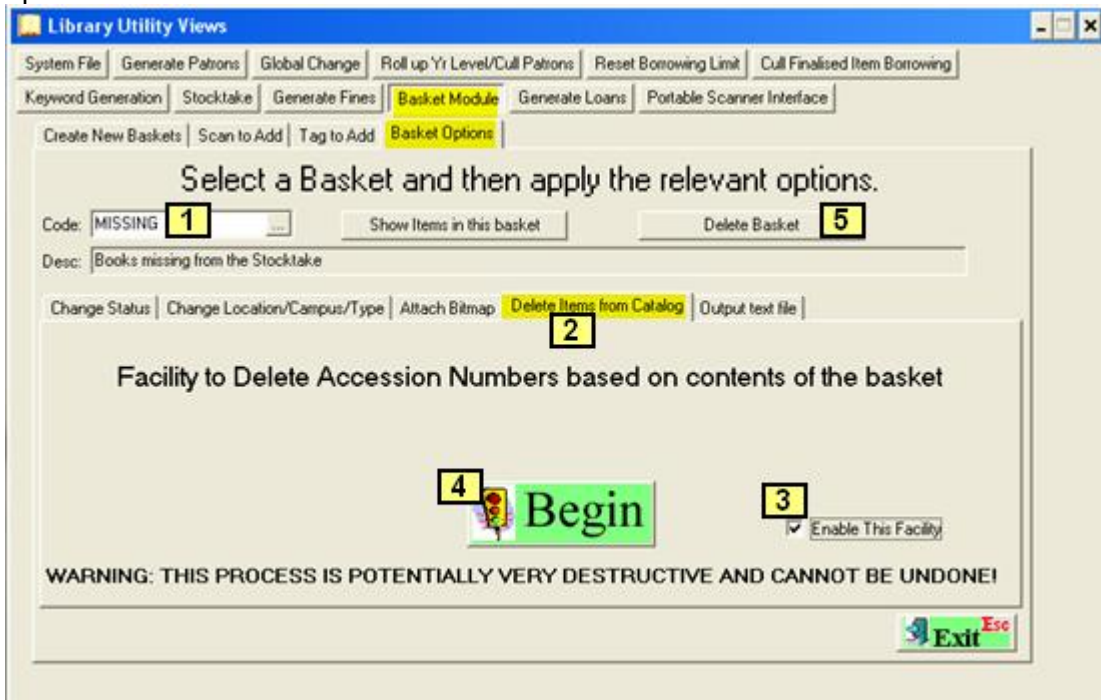 Library Utility Views
System File Generate Patrons Global Change Roll up Yr Level/Cull Patrons Reset Borrowing Limit Cull Finalised Item Borrowing
Keyword Generation Stocktake Generate Fines Basket Module Generate Loans Portable Scanner Interface
Create New Baskets Scan to Add Tag to Add Basket Options
Select a Basket and then apply the relevant options.
Code: MISSING 1 ... Show Items in this basket Delete Basket 5
Desc: Books missing from the Stocktake
Change Status Change Location/Campus/Type Attach Bitmap Delete Items from Catalog Output text file
2
Facility to Delete Accession Numbers based on contents of the basket
4 Begin 3
Enable This Facility
WARNING: THIS PROCESS IS POTENTIALLY VERY DESTRUCTIVE AND CANNOT BE UNDONE!
Exit Esc